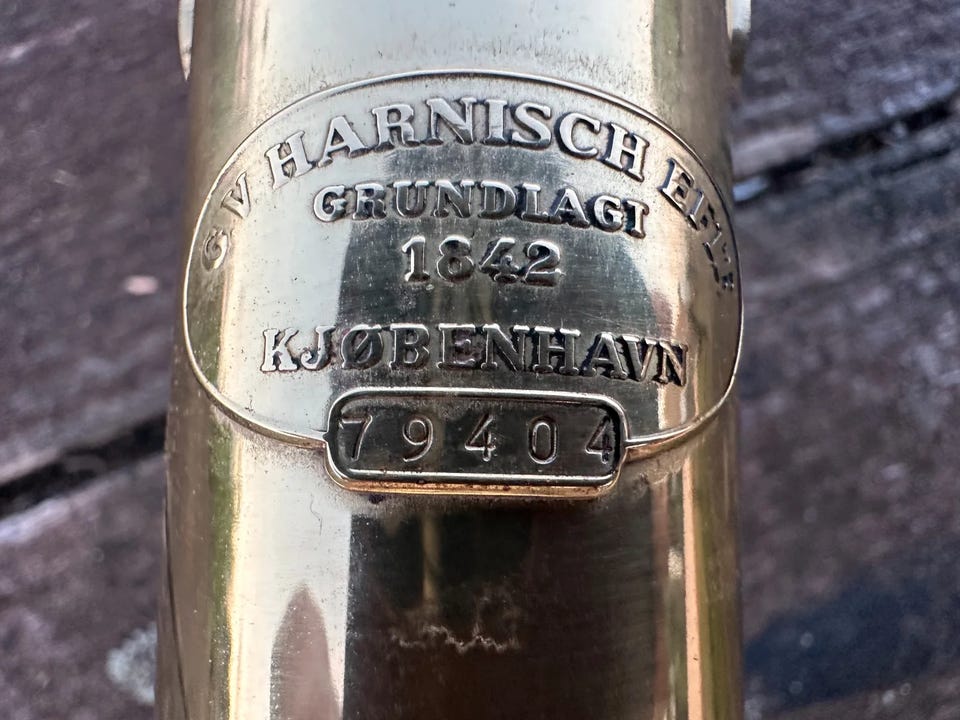 G V HARNISCH EFTF
GRUNDLAGT
1842
KJØBENHAVN
79404